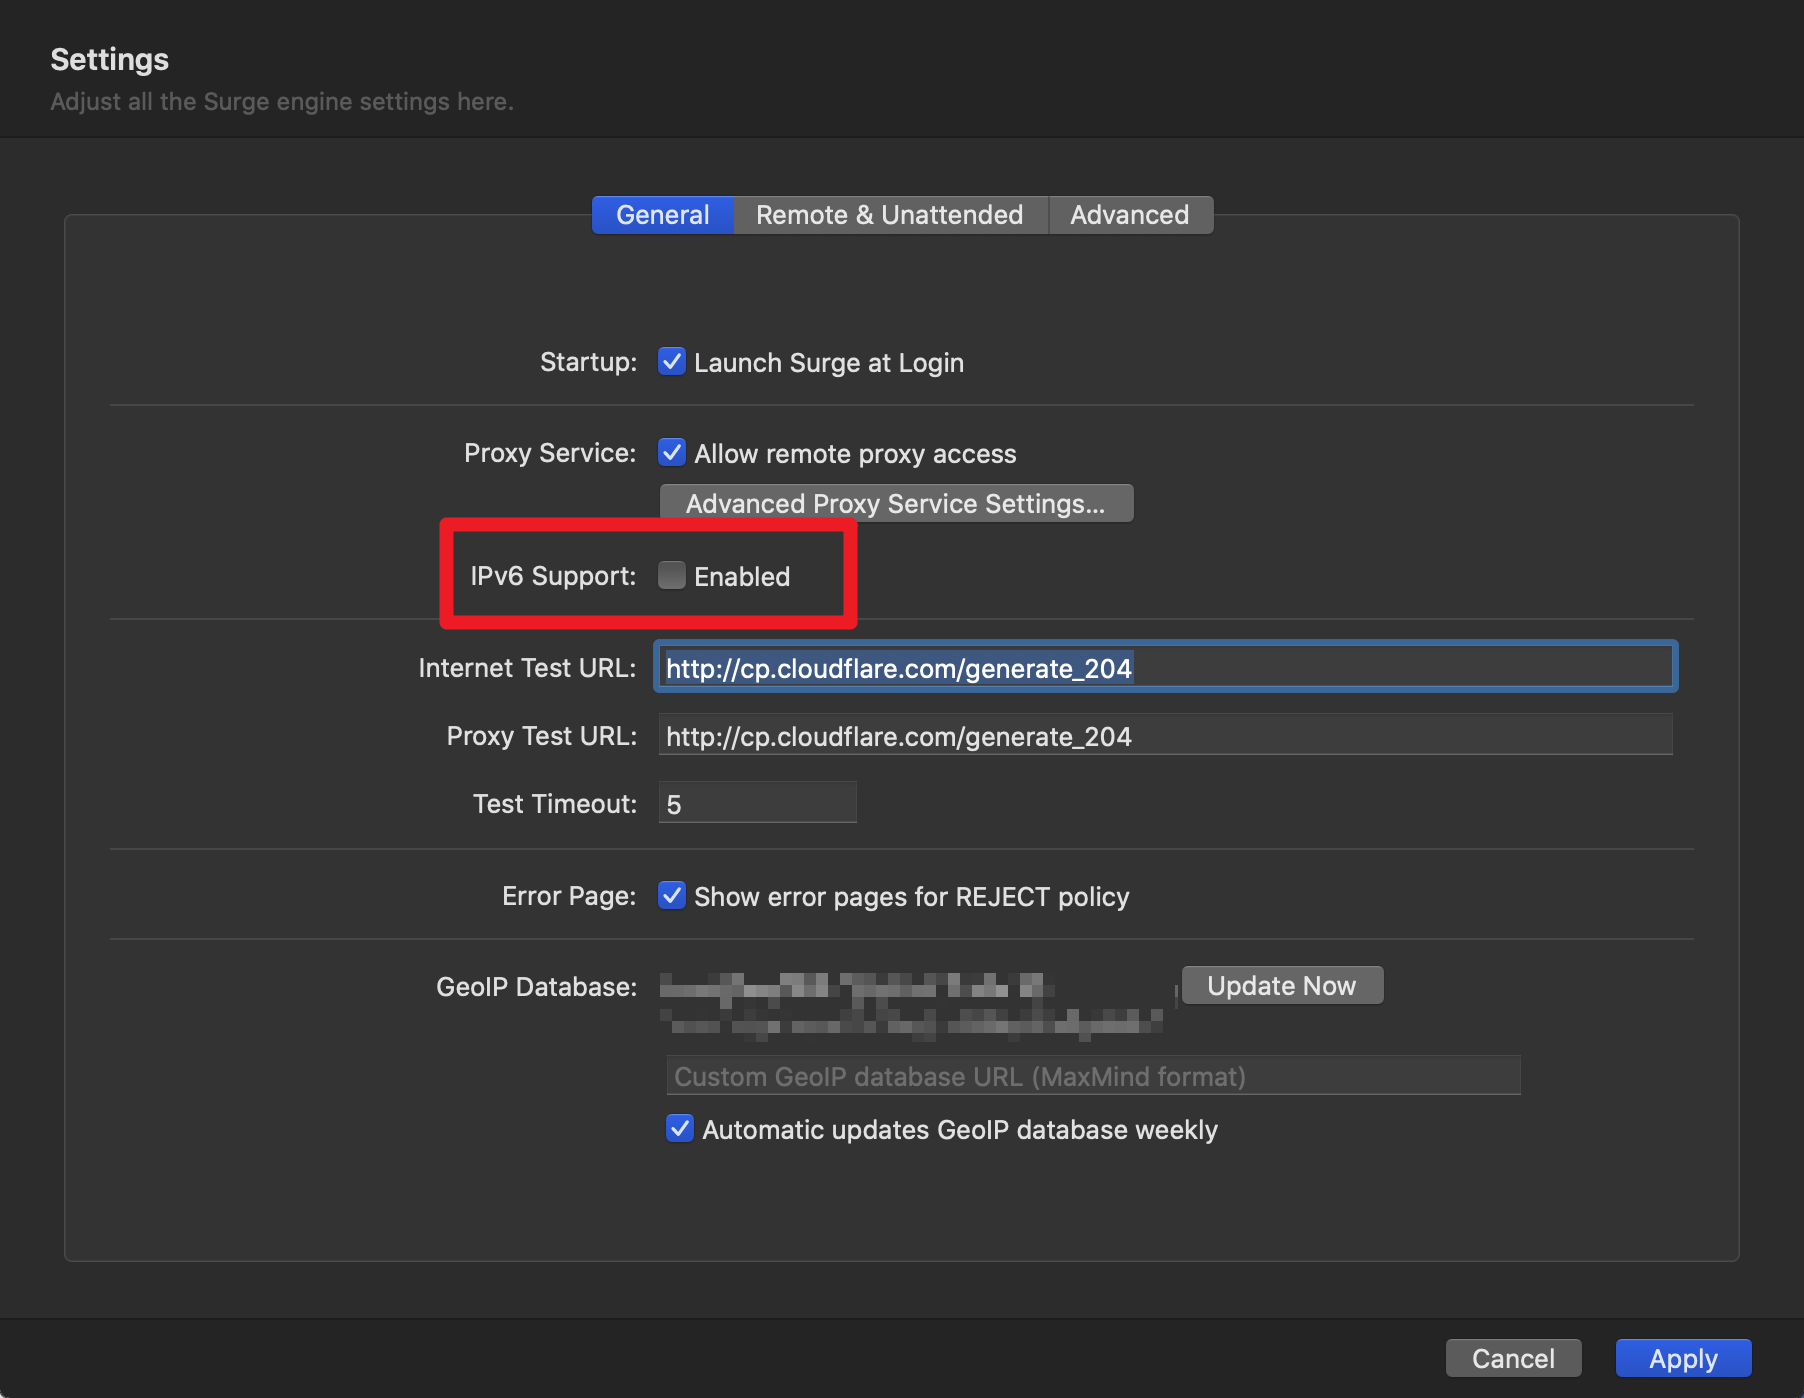 Settings
Adjust all the Surge engine settings here.
General Remote & Unattended Advanced
Startup: Launch Surge at Login
Proxy Service: Allow remote proxy access
Advanced Proxy Service Settings...
IPv6 Support: Enabled
Internet Test URL: http://cp.cloudflare.com/generate_204
Proxy Test URL: http://cp.cloudflare.com/generate_204
Test Timeout: 5
Error Page: Show error pages for REJECT policy
GeoIP Database: Update Now
Custom GeoIP database URL (MaxMind format)
Automatic updates GeoIP database weekly
Cancel Apply